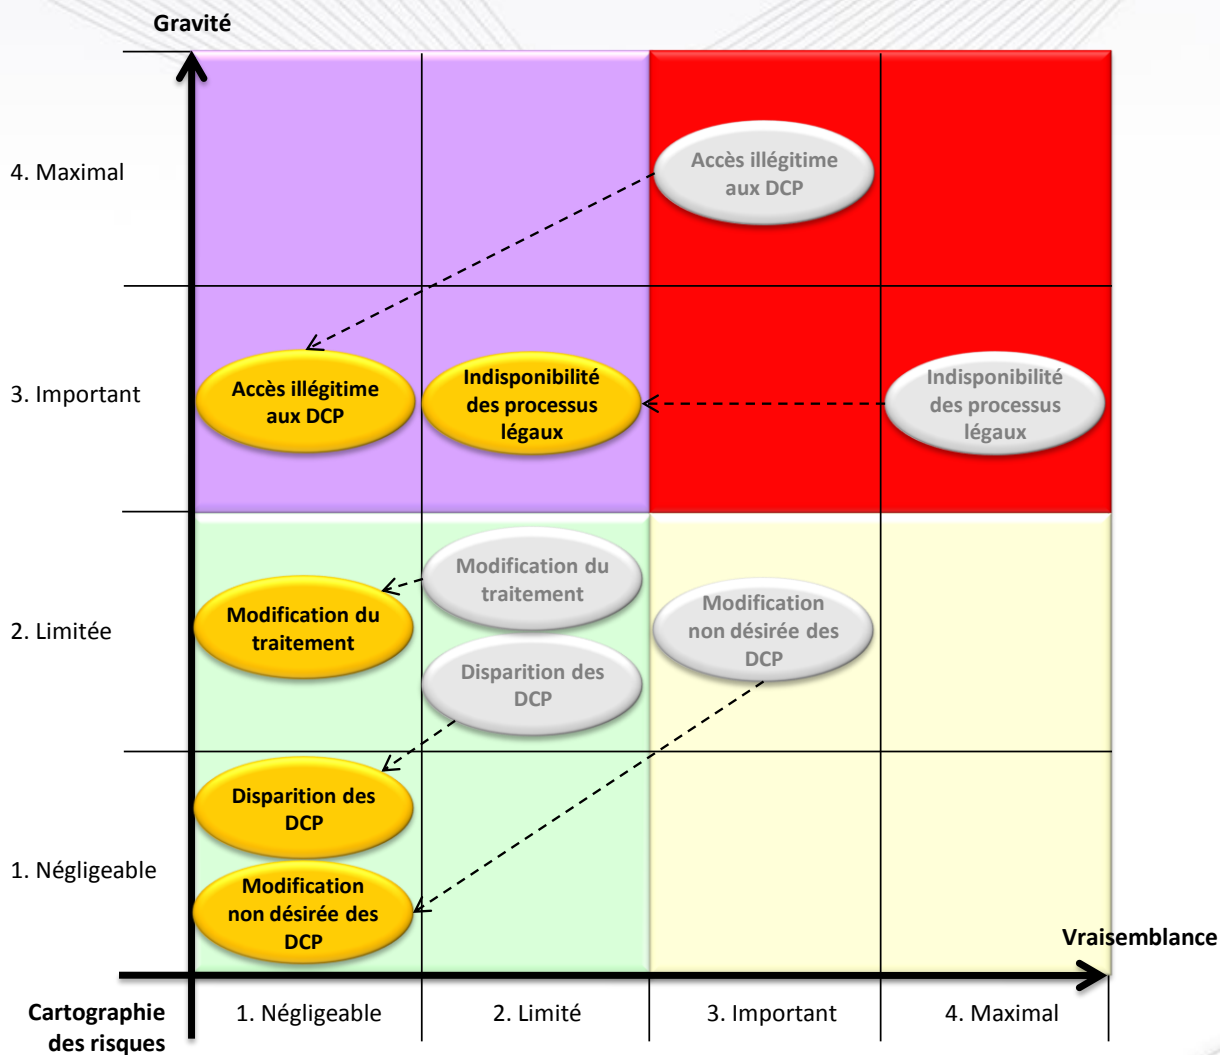 Gravité
4. Maximal
Accès illégitime
aux DCP
3. Important
Accès illégitime
aux DCP
Indisponibilité
des processus
légaux
Indisponibilité
des processus
légaux
2. Limitée
Modification du
traitement
Modification du
traitement
Disparition des
DCP
Modification
non désirée des
DCP
1. Négligeable
Disparition des
DCP
Modification
non désirée des
DCP
Vraisemblance
Cartographie
des risques
1. Négligeable
2. Limité
3. Important
4. Maximal